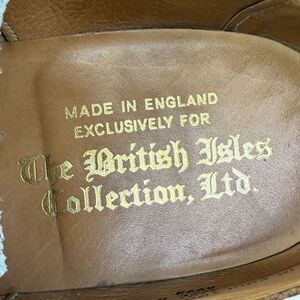 MADE IN ENGLAND
EXCLUSIVELY FOR
The British Isles
Collection, Ltd.